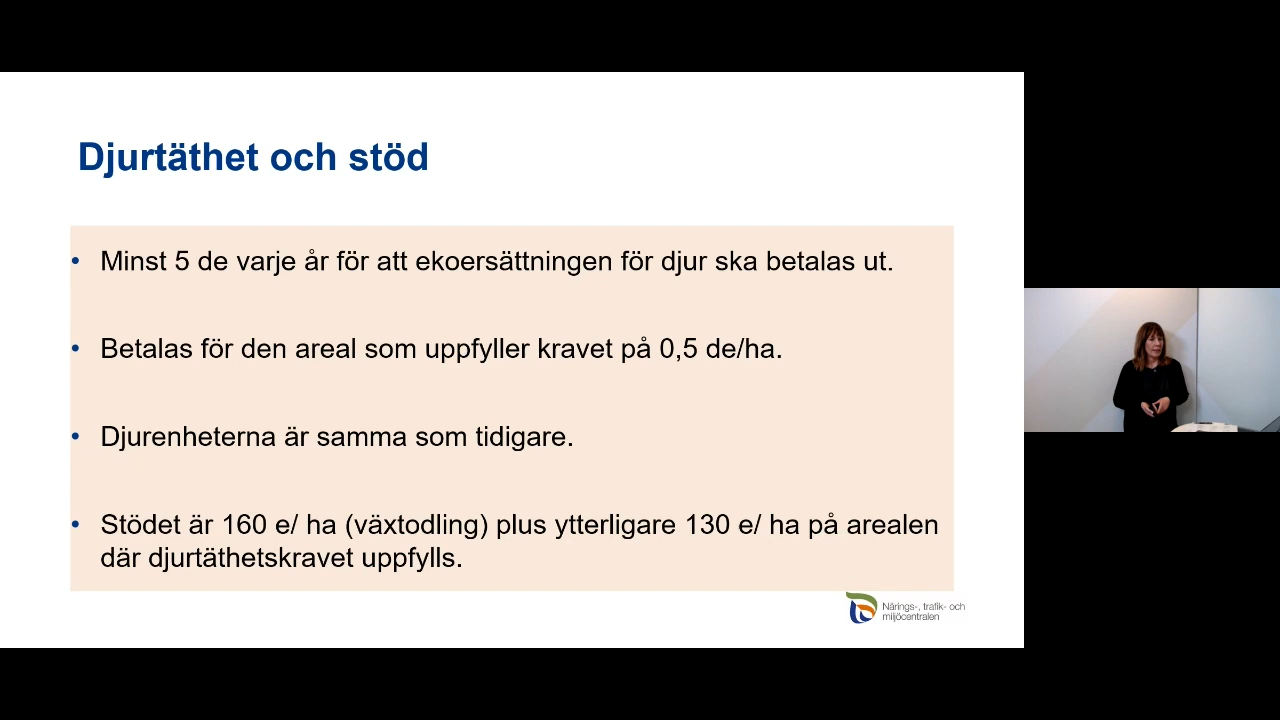 Djurtäthet och stöd
• Minst 5 de varje år för att ekoersättningen för djur ska betalas ut.
• Betalas för den areal som uppfyller kravet på 0,5 de/ha.
• Djurenheterna är samma som tidigare.
• Stödet är 160 e/ ha (växtodling) plus ytterligare 130 e/ ha på arealen
där djurtäthetskravet uppfylls.
Närings-, trafik- och
miljöcentralen